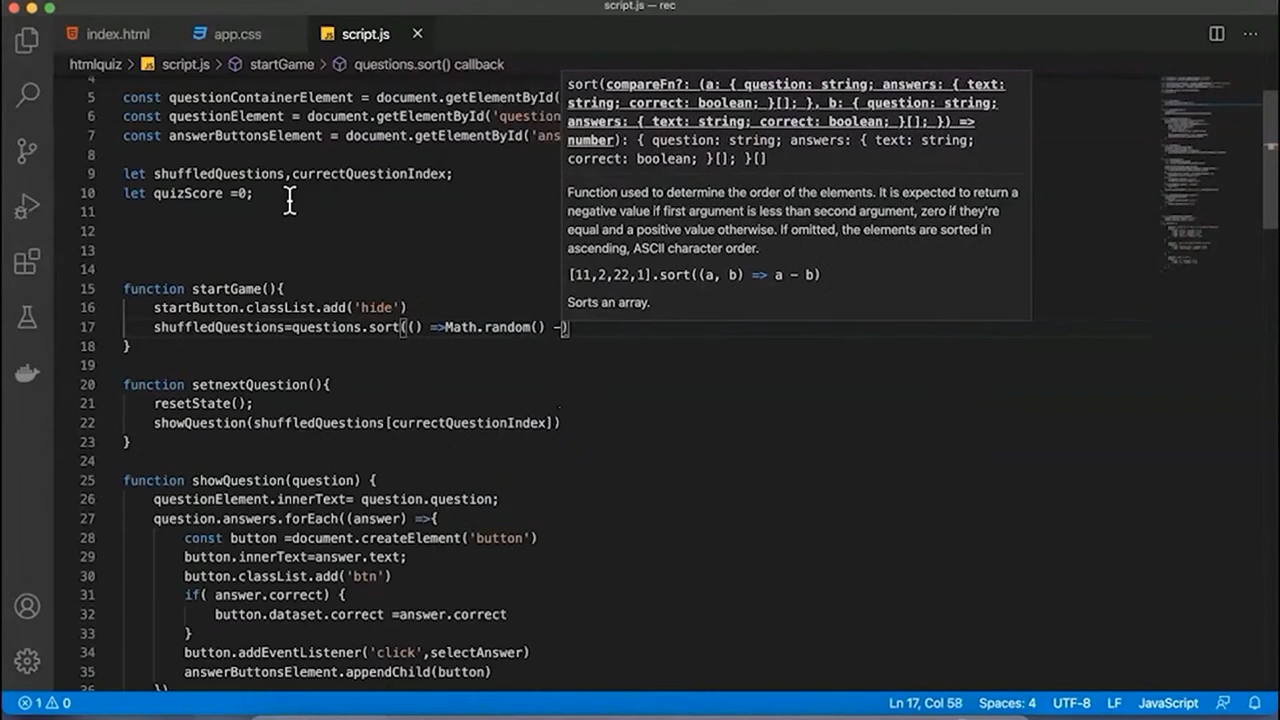 script.js — rec
index.html app.css script.js
htmlquiz > script.js > startGame > questions.sort() callback
4
5 const questionContainerElement = document.getElementById(
6 const questionElement = document.getElementById('question
7 const answerButtonsElement = document.getElementById('ans
8
9 let shuffledQuestions,currectQuestionIndex;
10 let quizScore =0;
11
12
13
14
15 function startGame(){
16 startButton.classList.add('hide')
17 shuffledQuestions=questions.sort(() =>Math.random() -)
18 }
19
20 function setnextQuestion(){
21 resetState();
22 showQuestion(shuffledQuestions[currectQuestionIndex])
23 }
24
25 function showQuestion(question) {
26 questionElement.innerText= question.question;
27 question.answers.forEach((answer) =>{
28 const button =document.createElement('button')
29 button.innerText=answer.text;
30 button.classList.add('btn')
31 if( answer.correct) {
32 button.dataset.correct =answer.correct
33 }
34 button.addEventListener('click',selectAnswer)
35 answerButtonsElement.appendChild(button)
36 })
sort(compareFn?: (a: { question: string; answers: { text:
string; correct: boolean; }[]; }, b: { question: string;
answers: { text: string; correct: boolean; }[]; }) =>
number): { question: string; answers: { text: string;
correct: boolean; }[]; }[]
Function used to determine the order of the elements. It is expected to return a
negative value if first argument is less than second argument, zero if they're
equal and a positive value otherwise. If omitted, the elements are sorted in
ascending, ASCII character order.
[11,2,22,1].sort((a, b) => a - b)
Sorts an array.
1 0 Ln 17, Col 58 Spaces: 4 UTF-8 LF JavaScript